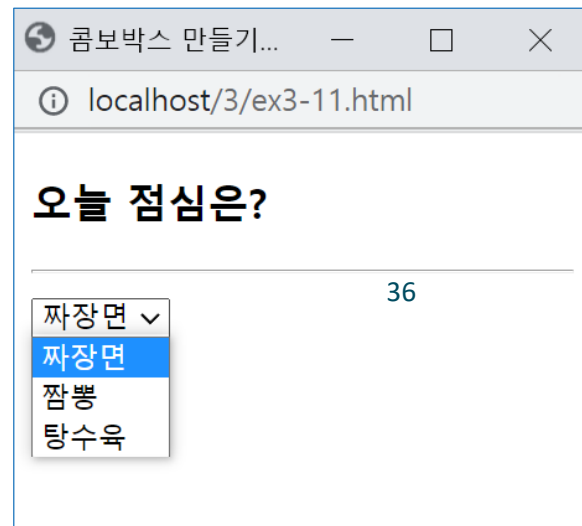 콤보박스 만들기...
localhost/3/ex3-11.html
오늘 점심은?
36
짜장면
짜장면
짬뽕
탕수육